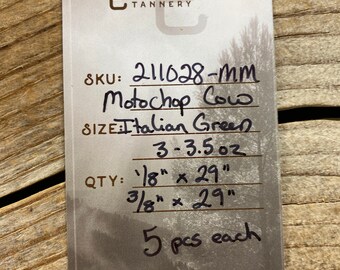 TANNERY
SKU: 211028-MM
Motochop Cow
SIZE: Italian Green
3-3.5oz
QTY: 1/8" x 29"
3/8" x 29"
5 pcs each